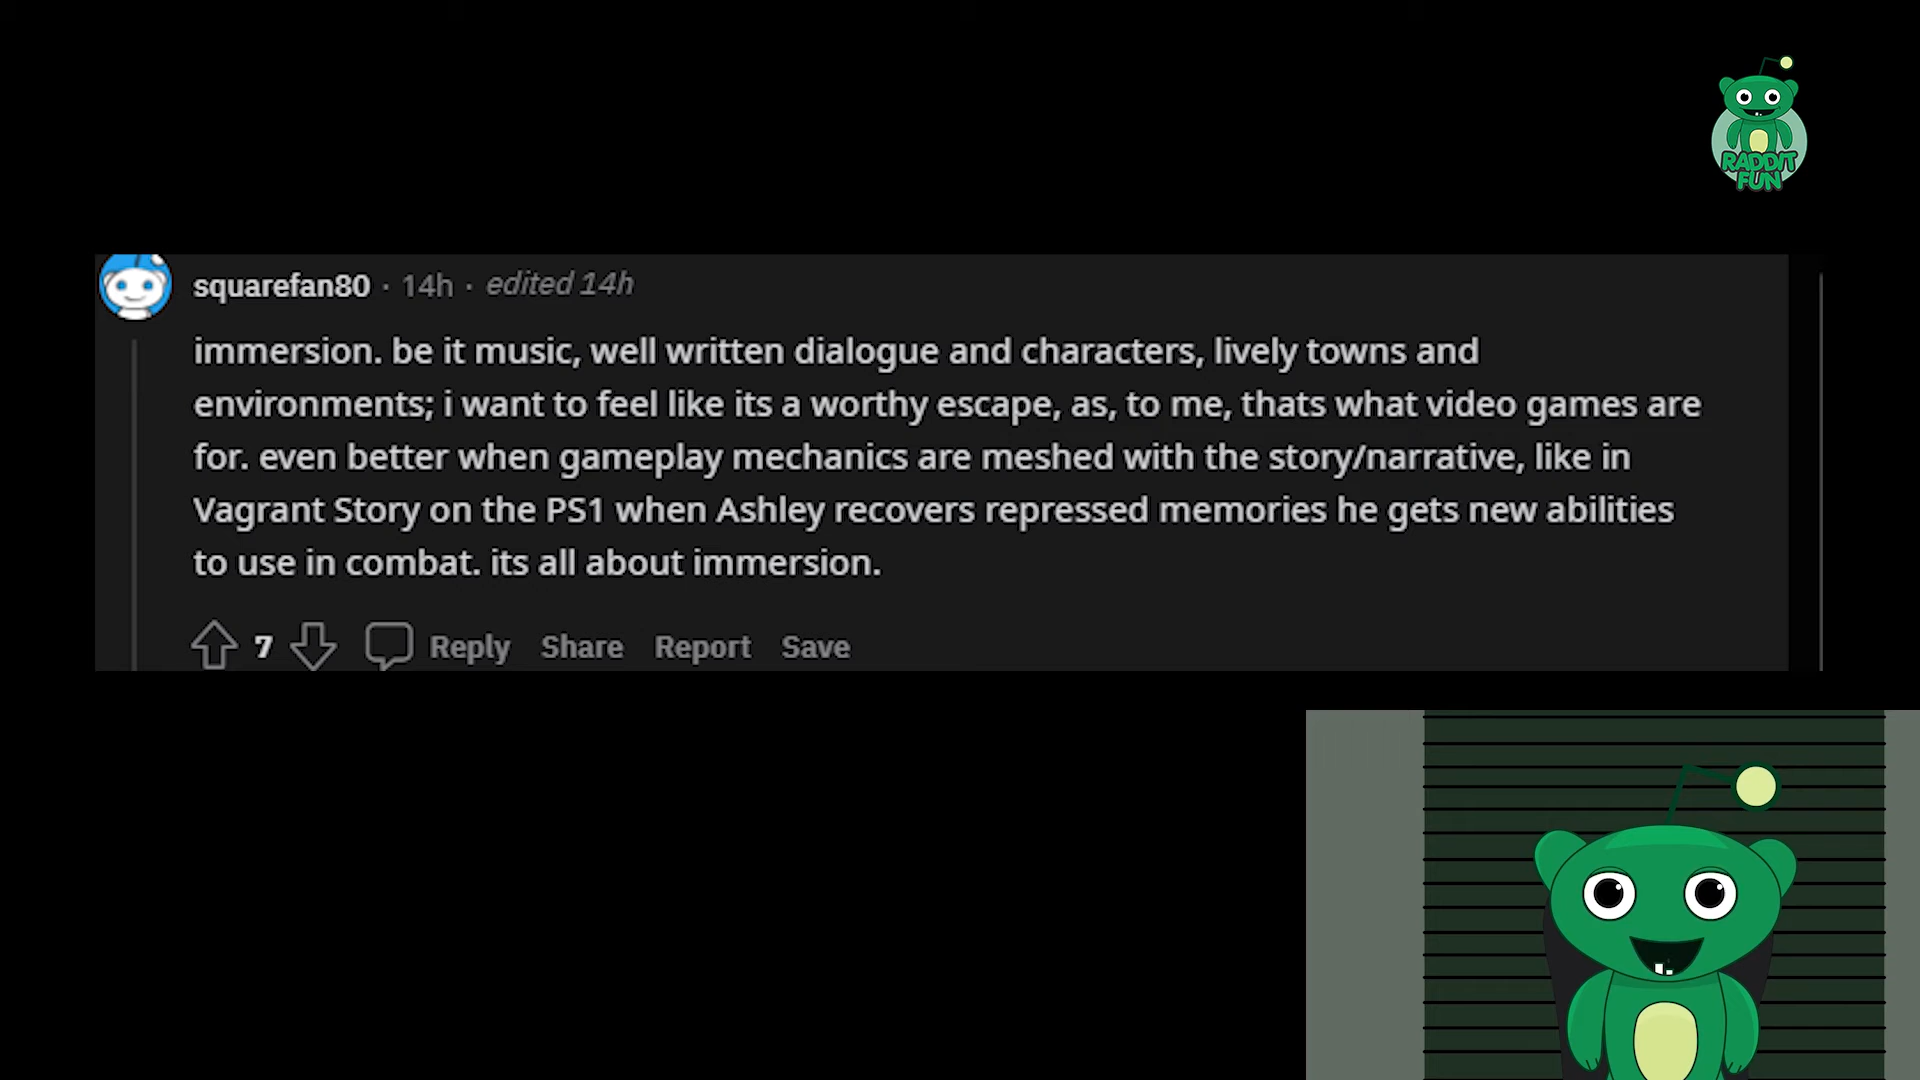 RADDIT
FUN
squarefan80 · 14h · edited 14h
immersion. be it music, well written dialogue and characters, lively towns and
environments; i want to feel like its a worthy escape, as, to me, thats what video games are
for. even better when gameplay mechanics are meshed with the story/narrative, like in
Vagrant Story on the PS1 when Ashley recovers repressed memories he gets new abilities
to use in combat. its all about immersion.
7 Reply Share Report Save